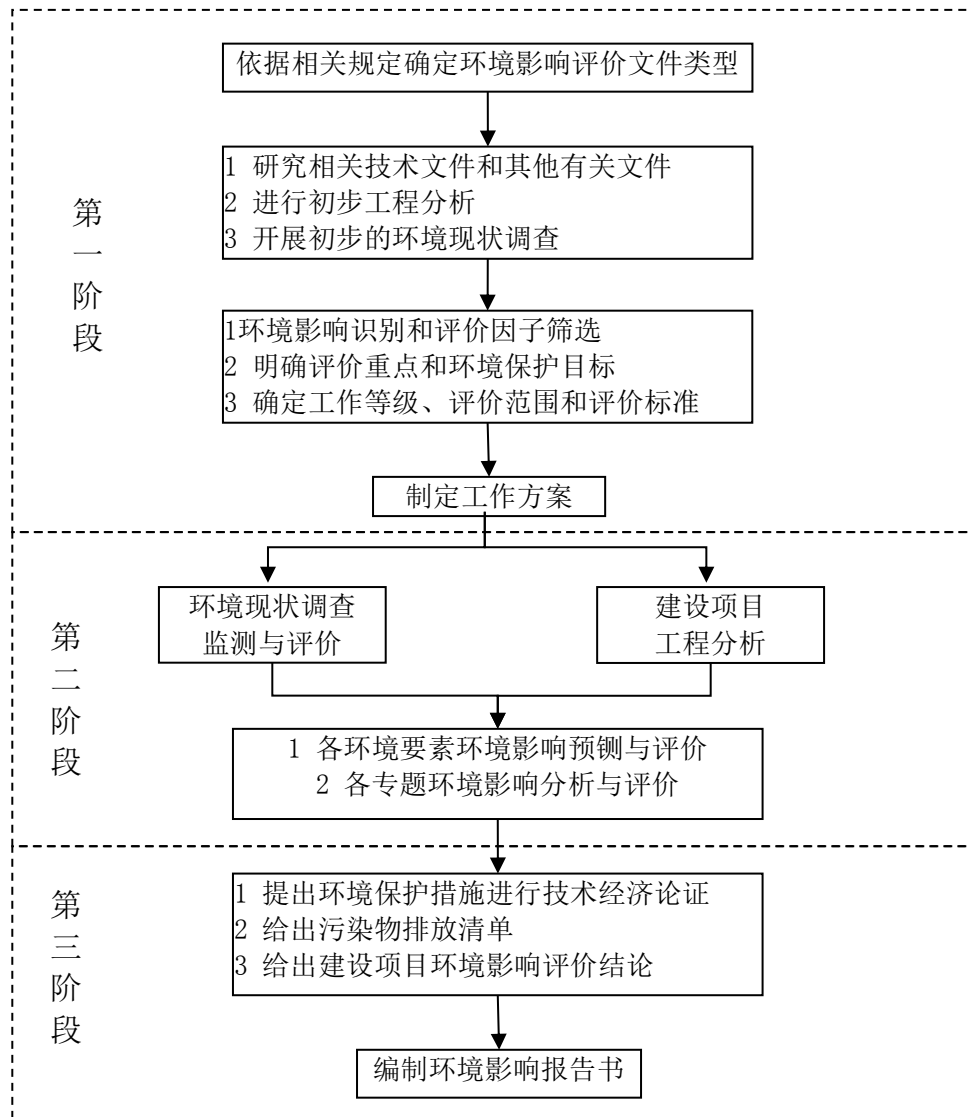 依据相关规定确定环境影响评价文件类型
1 研究相关技术文件和其他有关文件
2 进行初步工程分析
3 开展初步的环境现状调查
第一阶段
1环境影响识别和评价因子筛选
2 明确评价重点和环境保护目标
3 确定工作等级、评价范围和评价标准
制定工作方案
环境现状调查
监测与评价
建设项目
工程分析
第二阶段
1 各环境要素环境影响预铡与评价
2 各专题环境影响分析与评价
第三阶段
1 提出环境保护措施进行技术经济论证
2 给出污染物排放清单
3 给出建设项目环境影响评价结论
编制环境影响报告书